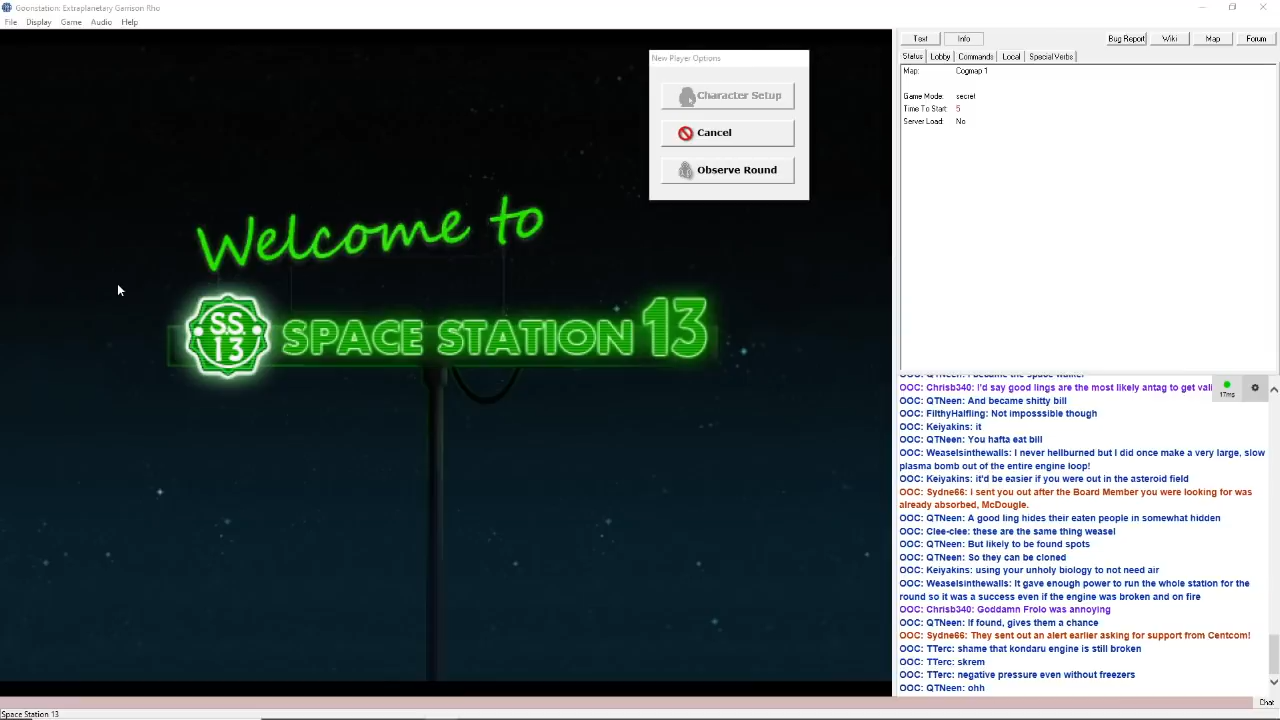 Goonstation: Extraplanetary Garrison Rho
File Display Game Audio Help
New Player Options
Character Setup
Cancel
Observe Round
Welcome to
S.S.
13
SPACE STATION 13
Text Info Bug Report Wiki Map Forum
Status Lobby Commands Local Special Verbs
Map: Cogmap 1
Game Mode: secret
Time To Start: 5
Server Load: No
OOC: QTNeen: I became the space walker
OOC: Chrisb340: I'd say good lings are the most likely antag to get vali
17ms
OOC: QTNeen: And became shitty bill
OOC: FilthyHalfling: Not imposssible though
OOC: Keiyakins: it
OOC: QTNeen: You hafta eat bill
OOC: Weaselsinthewalls: I never hellburned but I did once make a very large, slow
plasma bomb out of the entire engine loop!
OOC: Keiyakins: it'd be easier if you were out in the asteroid field
OOC: Sydne66: I sent you out after the Board Member you were looking for was
already absorbed, McDougle.
OOC: QTNeen: A good ling hides their eaten people in somewhat hidden
OOC: Clee-clee: these are the same thing weasel
OOC: QTNeen: But likely to be found spots
OOC: QTNeen: So they can be cloned
OOC: Keiyakins: using your unholy biology to not need air
OOC: Weaselsinthewalls: It gave enough power to run the whole station for the
round so it was a success even if the engine was broken and on fire
OOC: Chrisb340: Goddamn Frolo was annoying
OOC: QTNeen: If found, gives them a chance
OOC: Sydne66: They sent out an alert earlier asking for support from Centcom!
OOC: TTerc: shame that kondaru engine is still broken
OOC: TTerc: skrem
OOC: TTerc: negative pressure even without freezers
OOC: QTNeen: ohh
Chat
Space Station 13